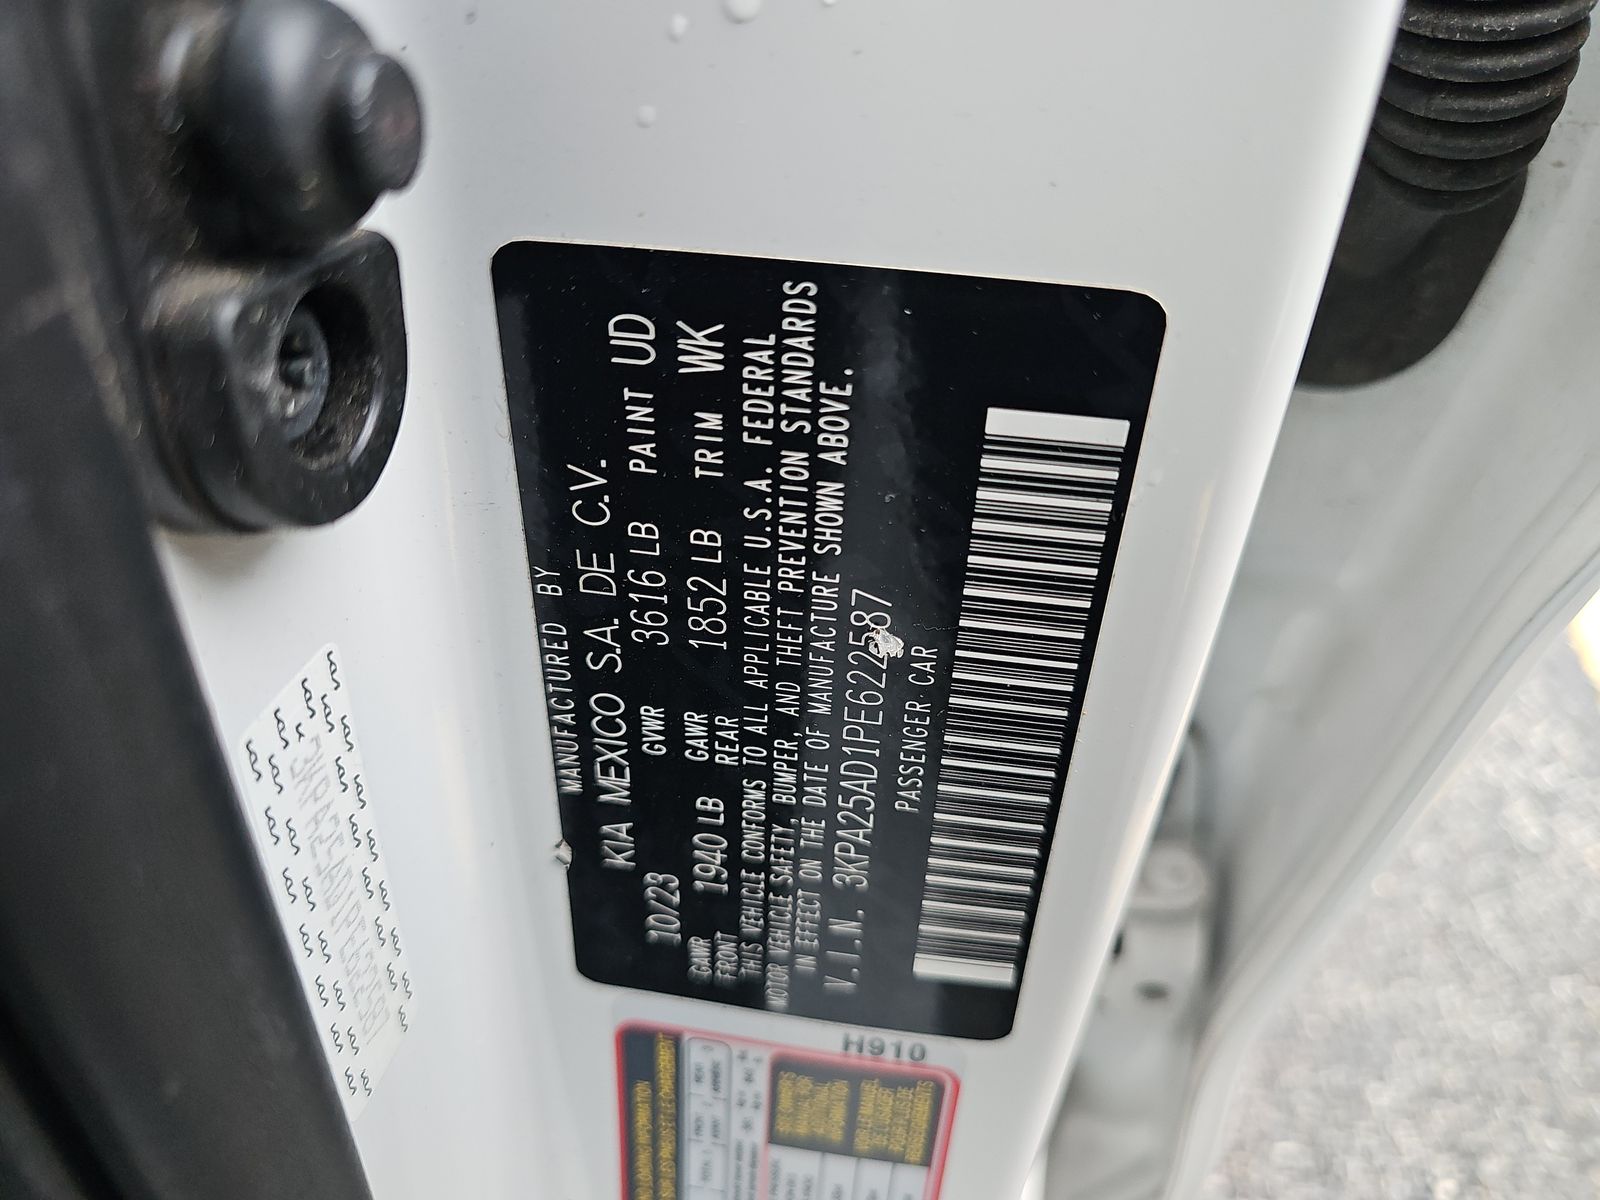 MANUFACTURED BY
KIA MEXICO S.A. DE C.V.
10/23 GVWR 3616 LB PAINT UD
GAWR FRONT 1940 LB GAWR REAR 1852 LB TRIM WK
THIS VEHICLE CONFORMS TO ALL APPLICABLE U.S.A. FEDERAL
MOTOR VEHICLE SAFETY, BUMPER, AND THEFT PREVENTION STANDARDS
IN EFFECT ON THE DATE OF MANUFACTURE SHOWN ABOVE.
V.I.N. 3KPA25AD1PE622587
PASSENGER CAR
3KPA25AD1PE622587
H910